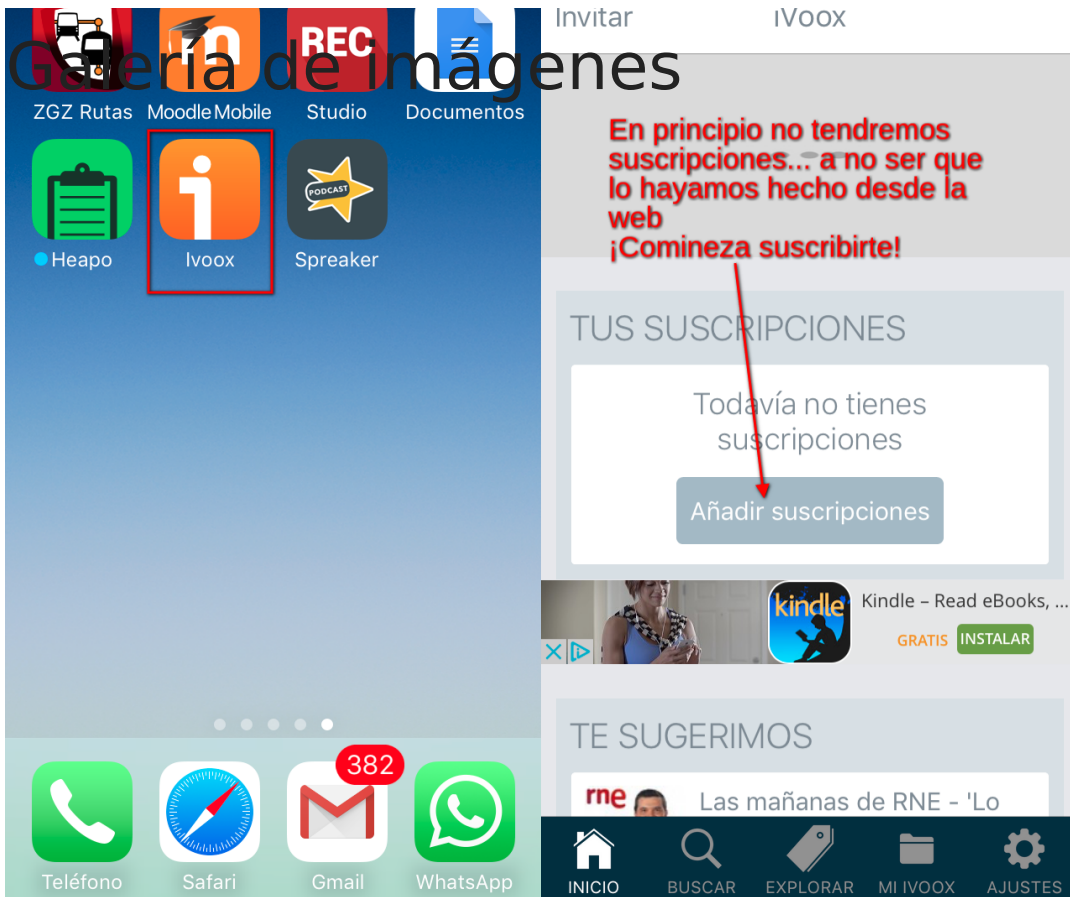 Galería de imágenes
REC
ZGZ Rutas
Moodle Mobile
Studio
Documentos
PODCAST
Heapo
Ivoox
Spreaker
382
Teléfono
Safari
Gmail
WhatsApp
Invitar
iVoox
En principio no tendremos
suscripciones... a no ser que
lo hayamos hecho desde la
web
¡Comineza suscribirte!
TUS SUSCRIPCIONES
Todavía no tienes
suscripciones
Añadir suscripciones
kindle
Kindle – Read eBooks, ...
GRATIS
INSTALAR
TE SUGERIMOS
rne
Las mañanas de RNE - 'Lo
INICIO
BUSCAR
EXPLORAR
MI IVOOX
AJUSTES